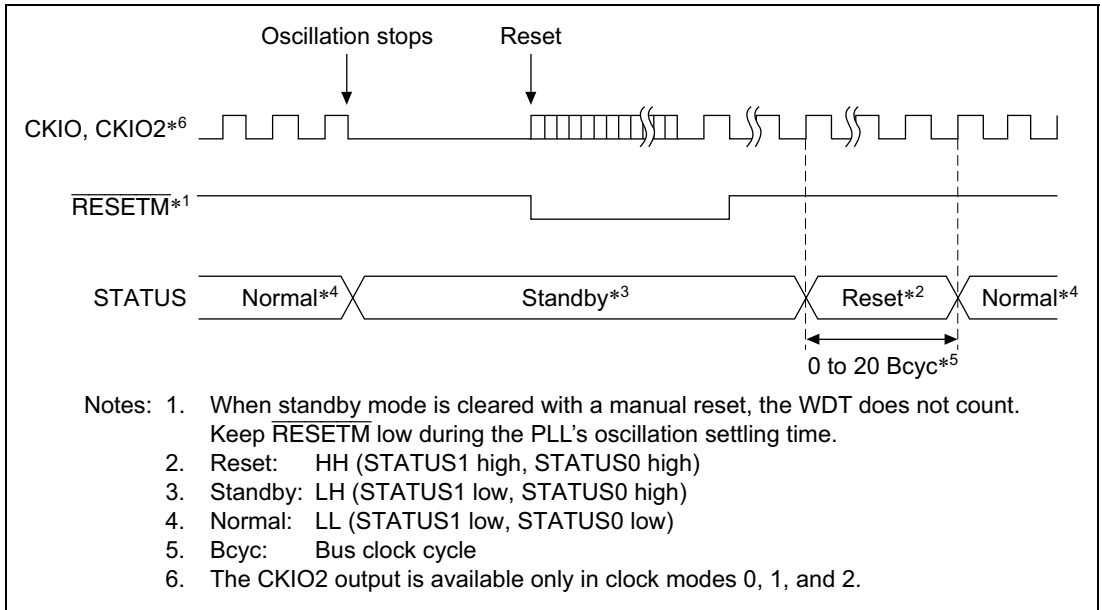 Oscillation stops Reset
CKIO, CKIO2*6
RESETM*1
STATUS Normal*4 Standby*3 Reset*2 Normal*4
0 to 20 Bcyc*5
Notes: 1. When standby mode is cleared with a manual reset, the WDT does not count.
Keep RESETM low during the PLL's oscillation settling time.
2. Reset: HH (STATUS1 high, STATUS0 high)
3. Standby: LH (STATUS1 low, STATUS0 high)
4. Normal: LL (STATUS1 low, STATUS0 low)
5. Bcyc: Bus clock cycle
6. The CKIO2 output is available only in clock modes 0, 1, and 2.